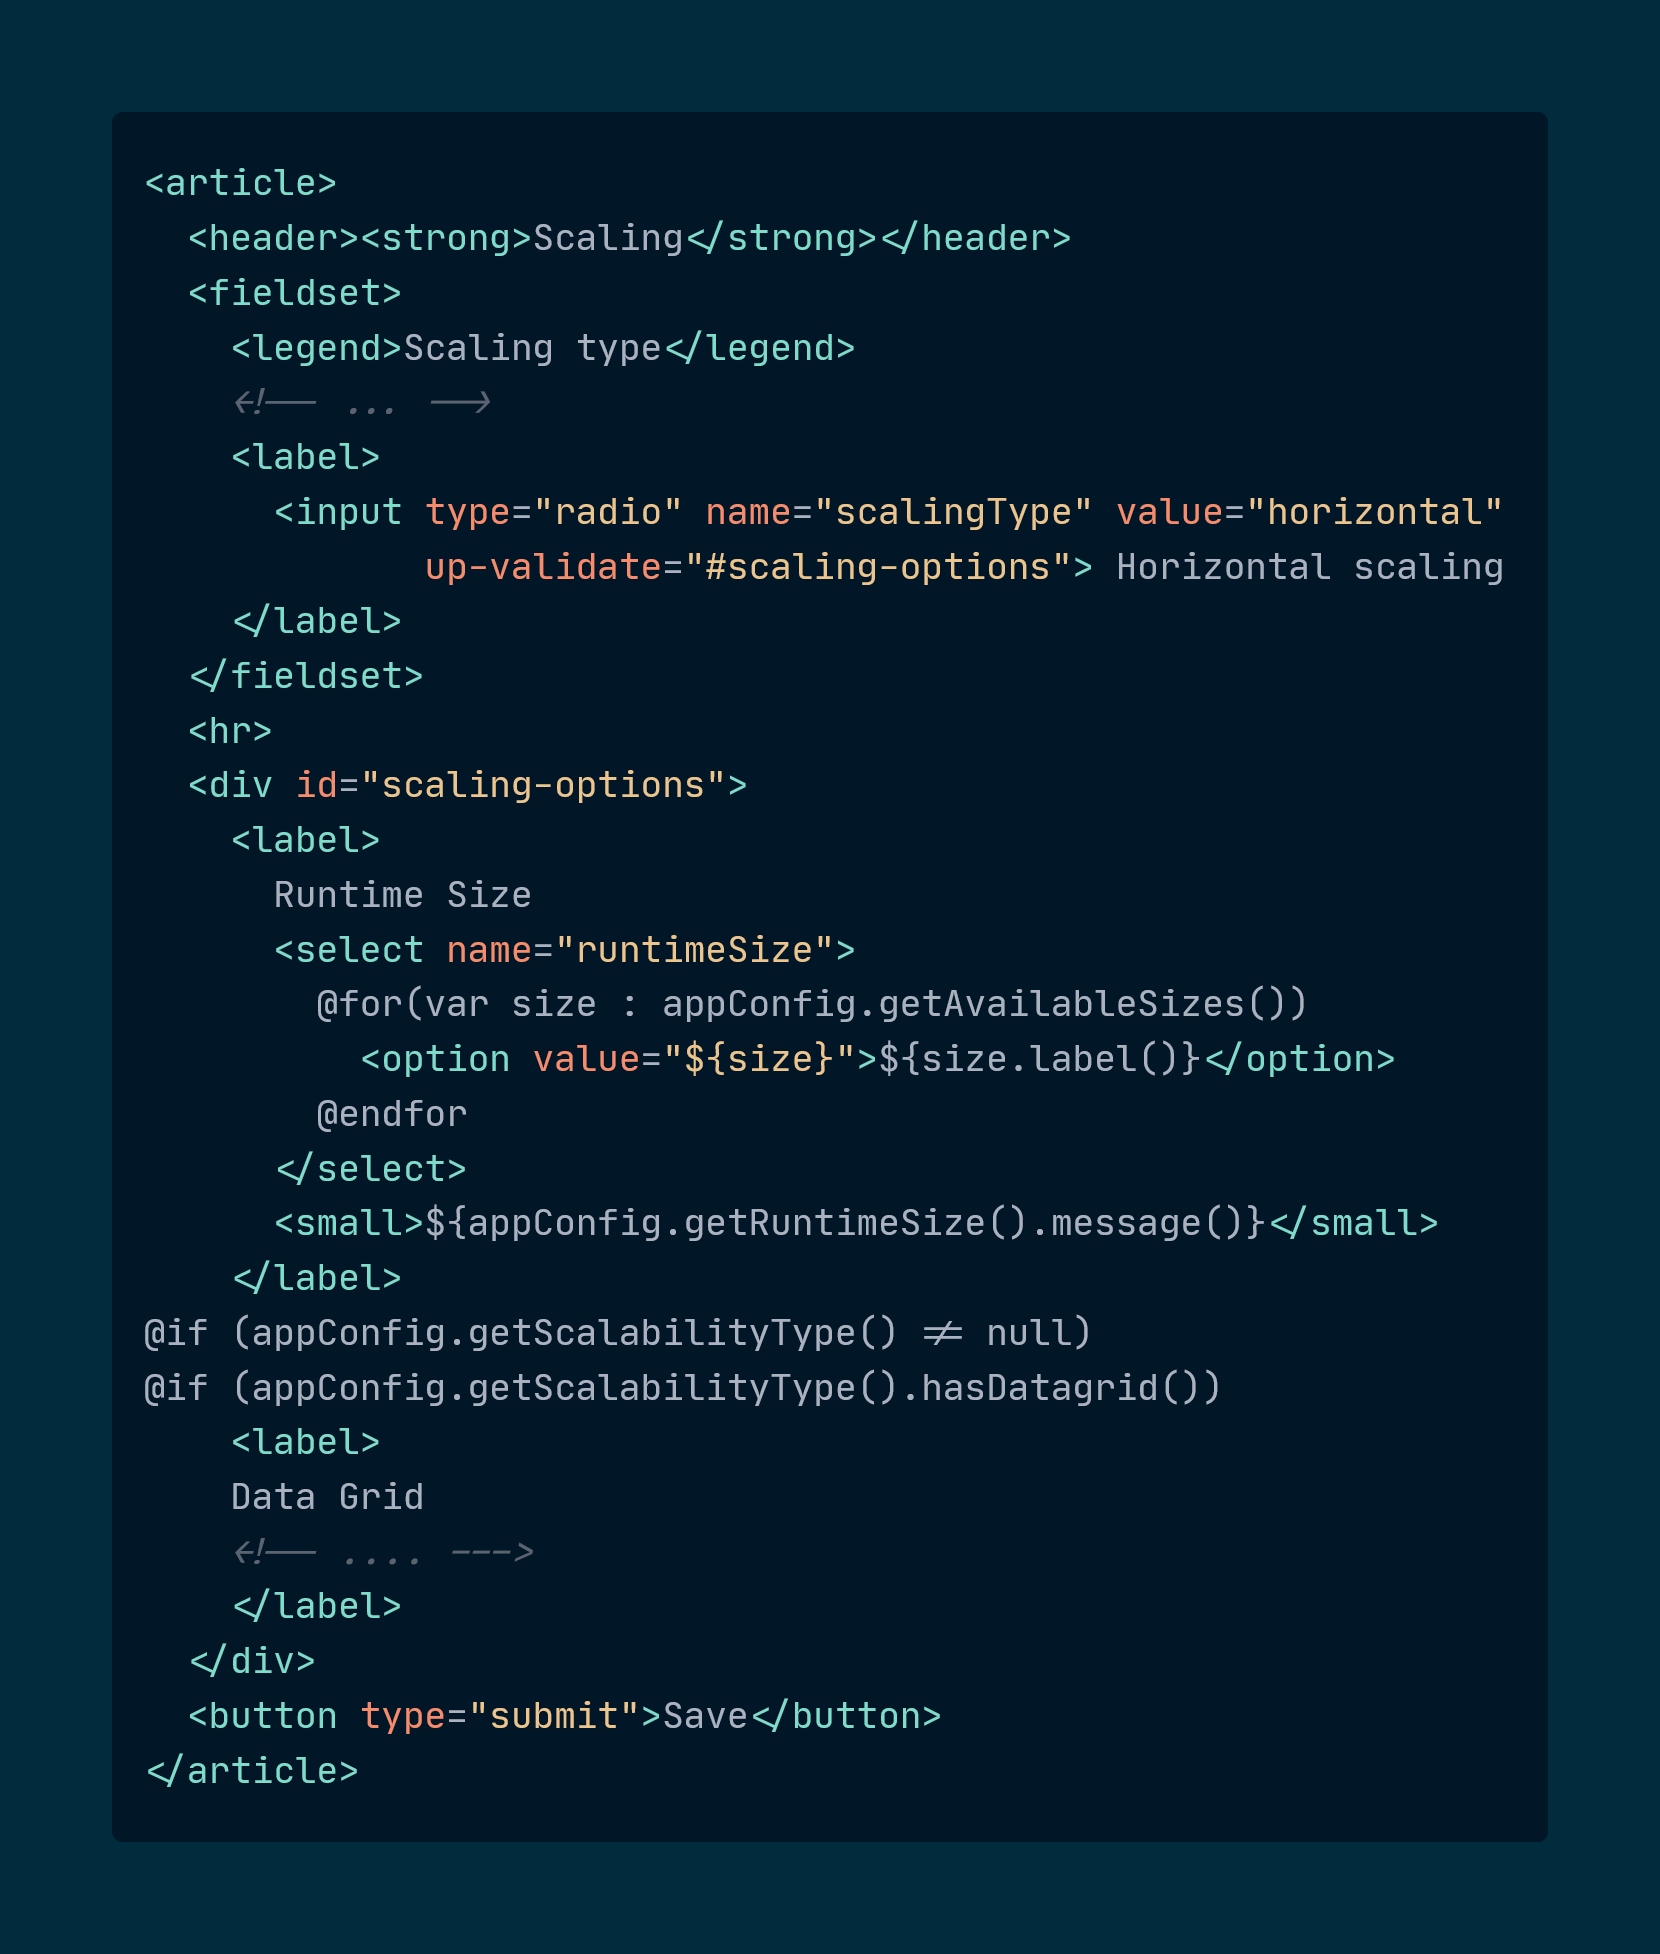 <article>
  <header><strong>Scaling</strong></header>
  <fieldset>
    <legend>Scaling type</legend>
    <!-- ... -->
    <label>
      <input type="radio" name="scalingType" value="horizontal"
             up-validate="#scaling-options"> Horizontal scaling
    </label>
  </fieldset>
  <hr>
  <div id="scaling-options">
    <label>
      Runtime Size
      <select name="runtimeSize">
        @for(var size : appConfig.getAvailableSizes())
          <option value="${size}">${size.label()}</option>
        @endfor
      </select>
      <small>${appConfig.getRuntimeSize().message()}</small>
    </label>
@if (appConfig.getScalabilityType() != null)
@if (appConfig.getScalabilityType().hasDatagrid())
    <label>
    Data Grid
    <!-- .... --->
    </label>
  </div>
  <button type="submit">Save</button>
</article>